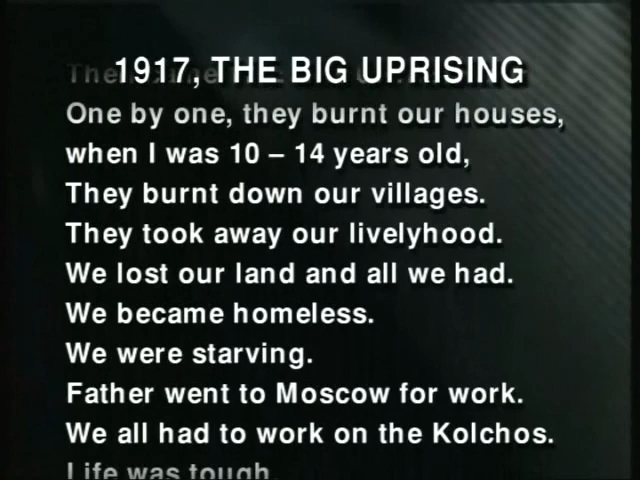 1917, THE BIG UPRISING
One by one, they burnt our houses,
when I was 10 – 14 years old,
They burnt down our villages.
They took away our livelyhood.
We lost our land and all we had.
We became homeless.
We were starving.
Father went to Moscow for work.
We all had to work on the Kolchos.
Life was tough.